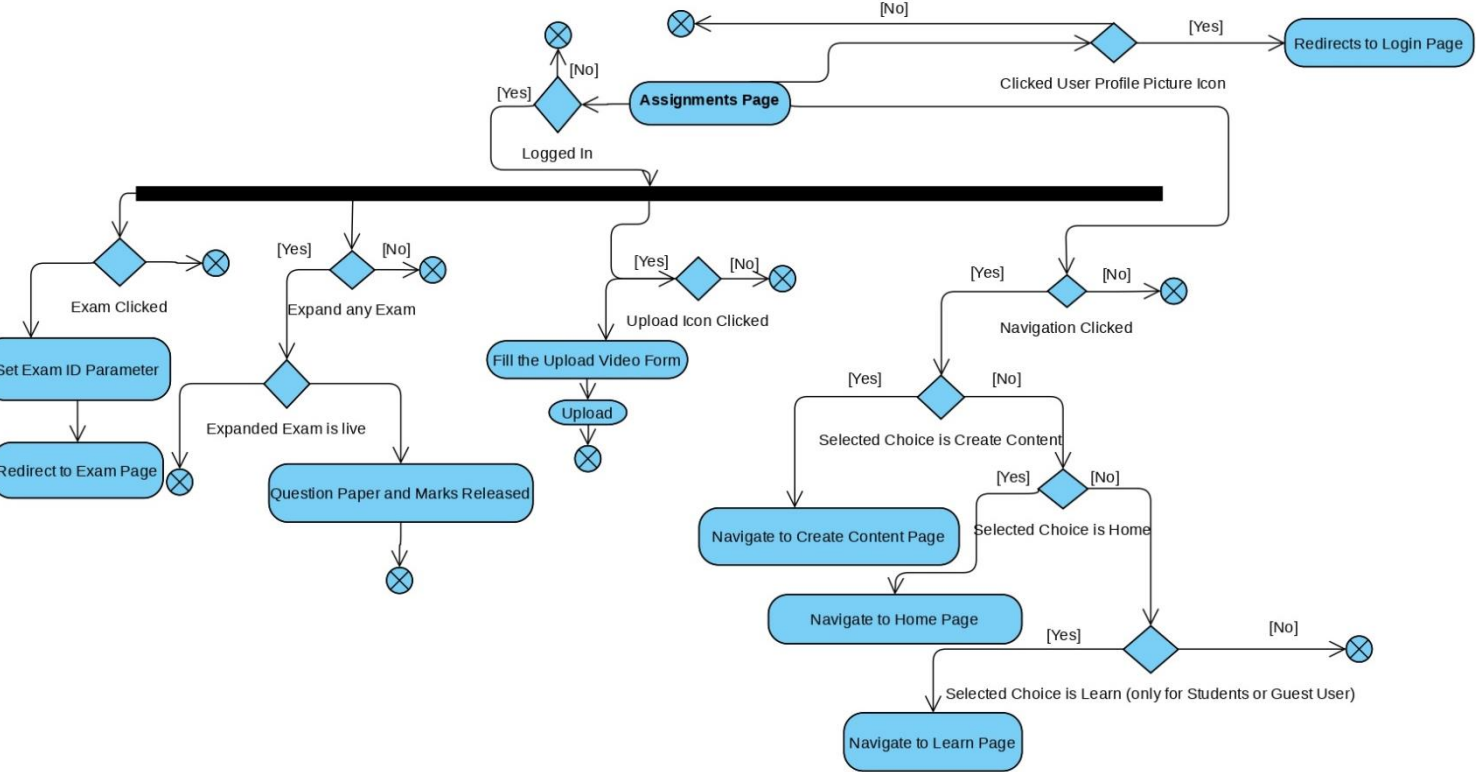 [No]
[Yes]
Redirects to Login Page
Clicked User Profile Picture Icon
[No]
[Yes]
Assignments Page
Logged In
[Yes]
[No]
Exam Clicked
Expand any Exam
[Yes]
[No]
Upload Icon Clicked
[Yes]
[No]
Navigation Clicked
Set Exam ID Parameter
Fill the Upload Video Form
Upload
[Yes]
[No]
Selected Choice is Create Content
Expanded Exam is live
Redirect to Exam Page
Question Paper and Marks Released
[Yes]
[No]
Selected Choice is Home
Navigate to Create Content Page
Navigate to Home Page
[Yes]
[No]
Selected Choice is Learn (only for Students or Guest User)
Navigate to Learn Page